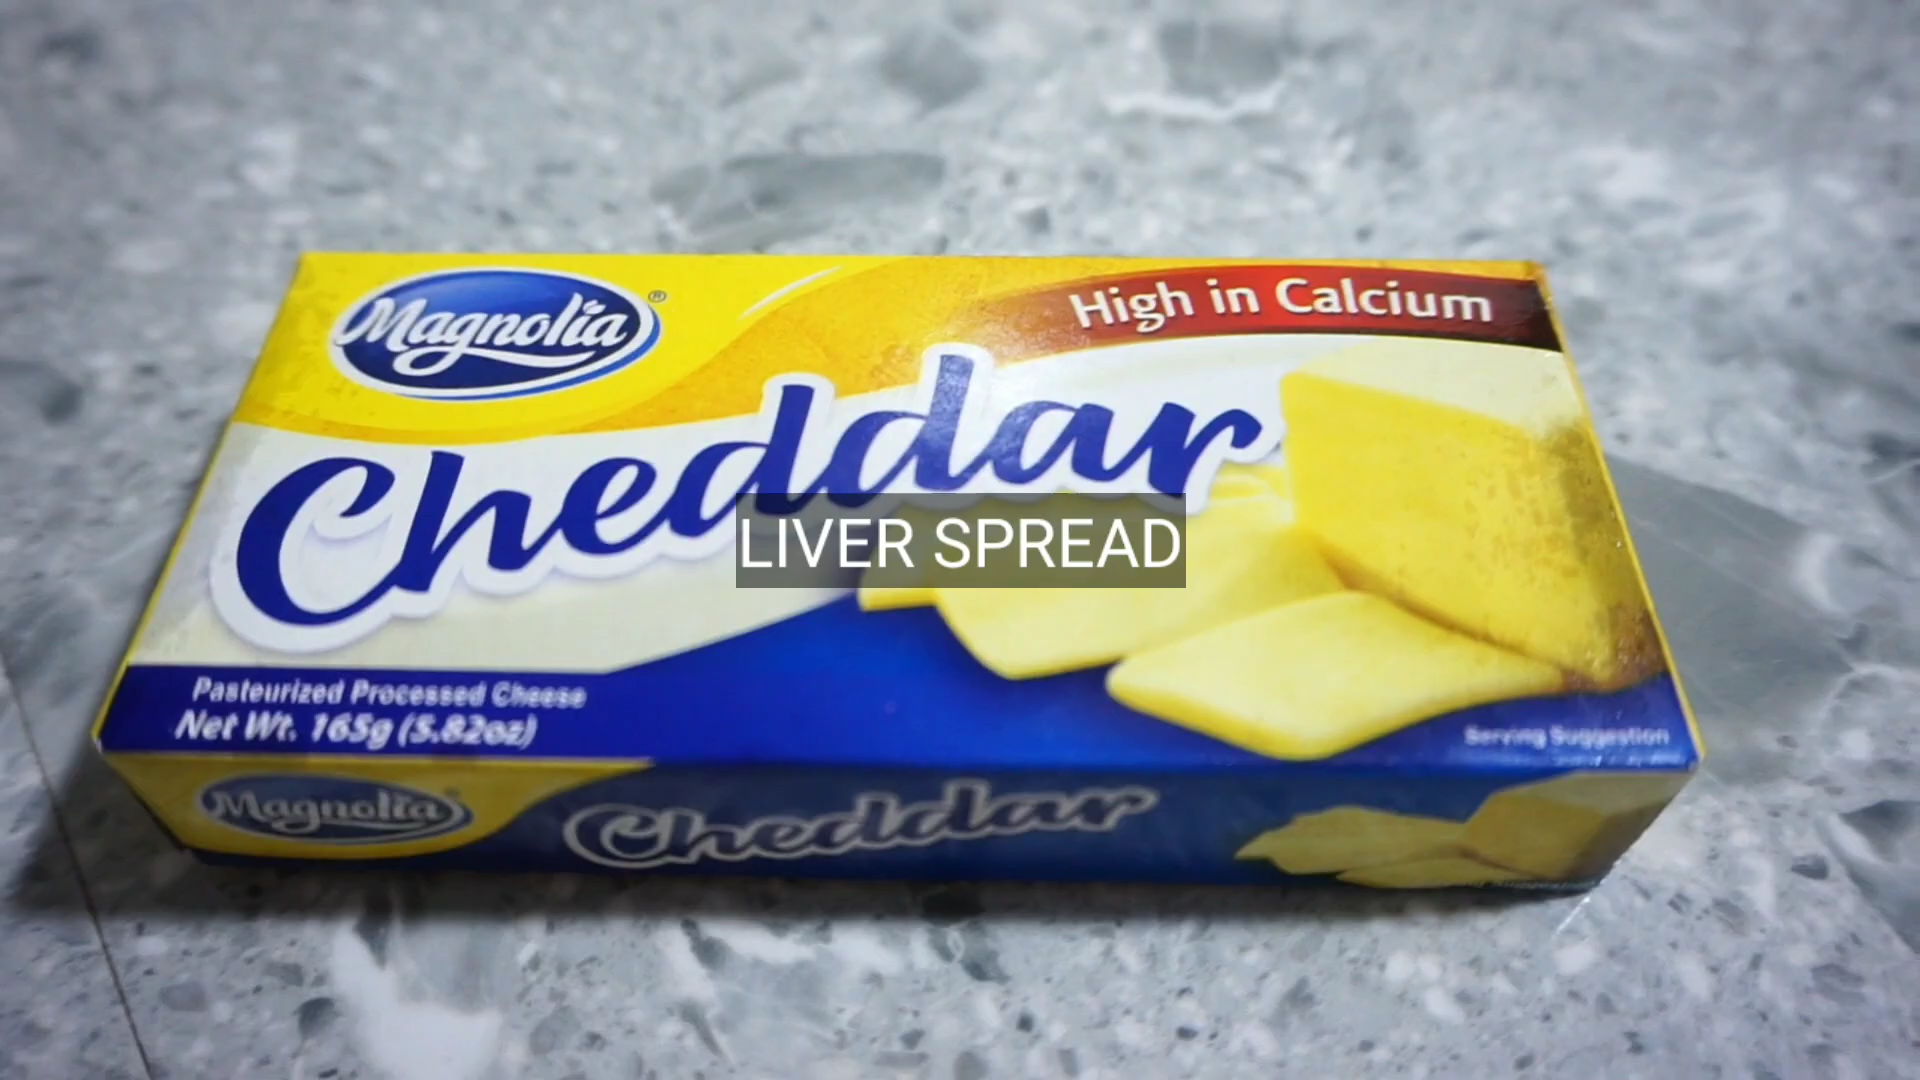 Magnolia®
High in Calcium
Cheddar
LIVER SPREAD
Pasteurized Processed Cheese
Net Wt. 165g (5.82oz)
Serving Suggestion
Magnolia
Cheddar